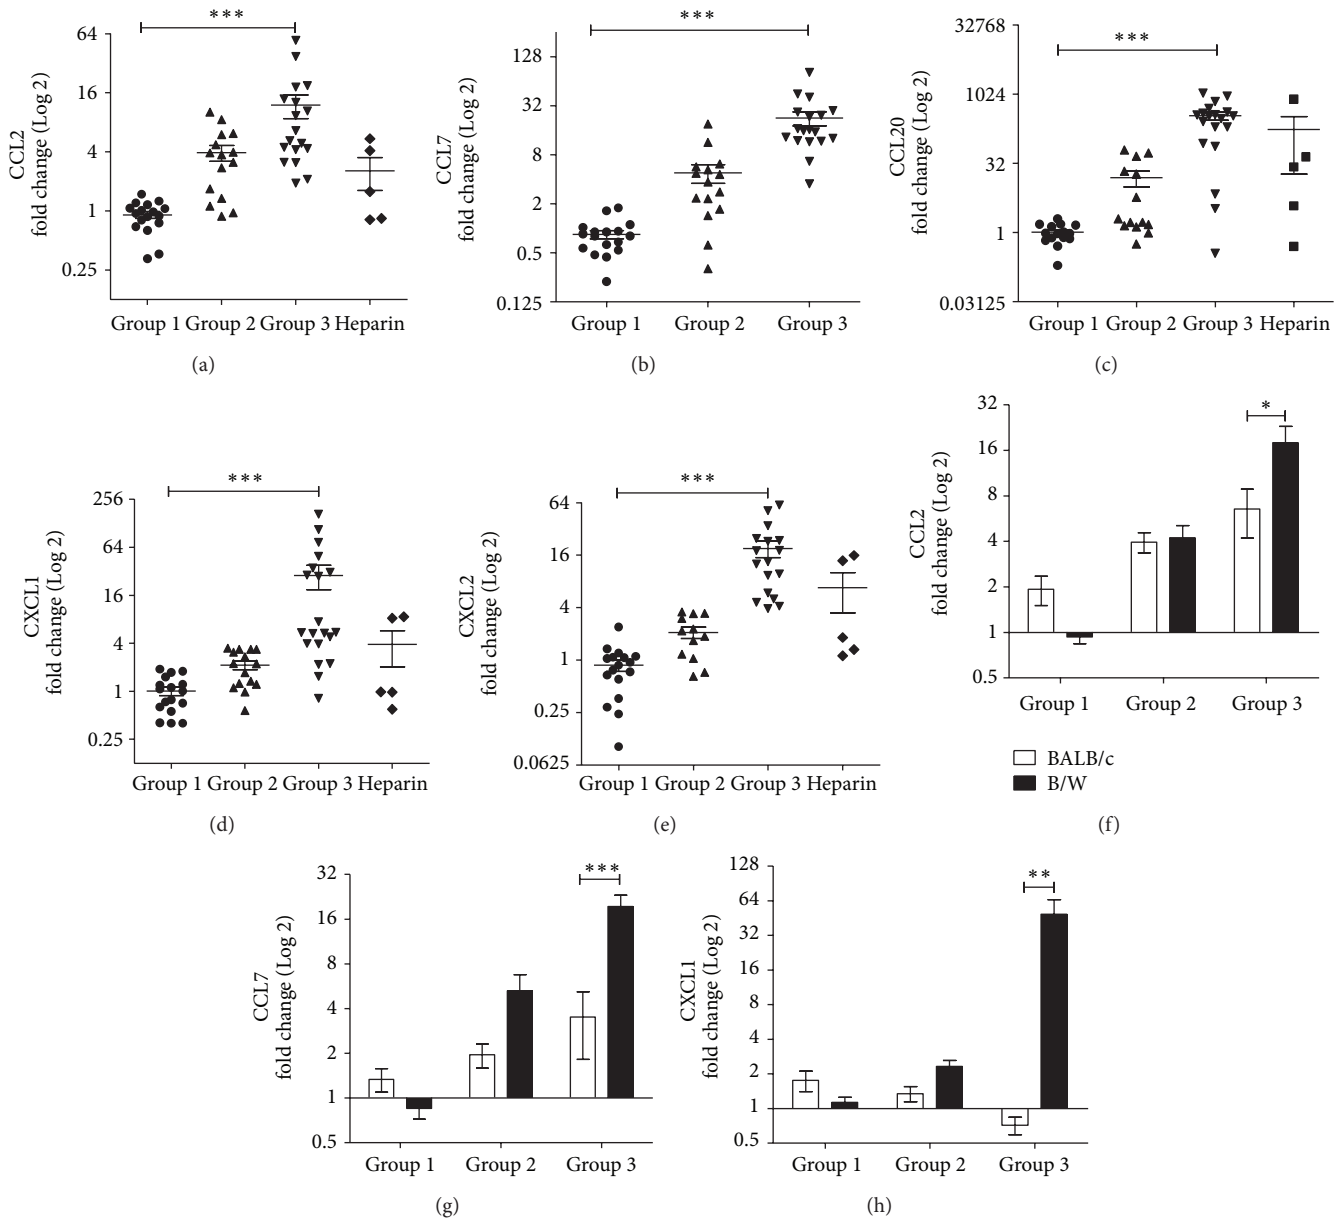 ***
64
16
4
1
0.25
CCL2
fold change (Log 2)
Group 1 Group 2 Group 3 Heparin
(a)
***
128
32
8
2
0.5
0.125
CCL7
fold change (Log 2)
Group 1 Group 2 Group 3
(b)
***
32768
1024
32
1
0.03125
CCL20
fold change (Log 2)
Group 1 Group 2 Group 3 Heparin
(c)
***
256
64
16
4
1
0.25
CXCL1
fold change (Log 2)
Group 1 Group 2 Group 3 Heparin
(d)
***
64
16
4
1
0.25
0.0625
CXCL2
fold change (Log 2)
Group 1 Group 2 Group 3 Heparin
(e)
*
32
16
8
4
2
1
0.5
CCL2
fold change (Log 2)
Group 1 Group 2 Group 3
BALB/c
B/W
(f)
***
32
16
8
4
2
1
0.5
CCL7
fold change (Log 2)
Group 1 Group 2 Group 3
(g)
**
128
64
32
16
8
4
2
1
0.5
CXCL1
fold change (Log 2)
Group 1 Group 2 Group 3
(h)